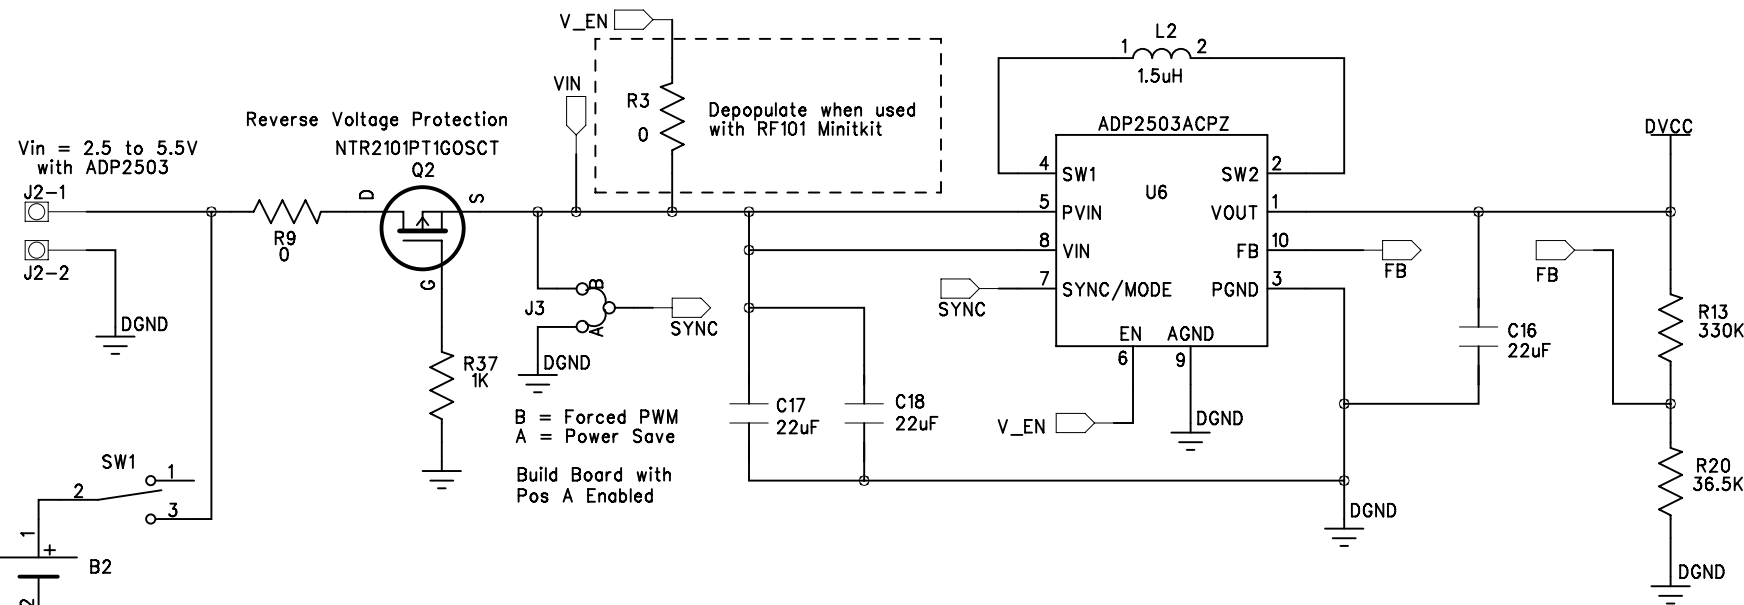 V_EN
L2
1 2
1.5uH
VIN
R3
0
Depopulate when used
with RF101 Minitkit
Reverse Voltage Protection
NTR2101PT1GOSCT
Q2
ADP2503ACPZ
DVCC
Vin = 2.5 to 5.5V
with ADP2503
J2-1
D
S
R9
0
4
SW1
SW2
2
U6
5
PVIN
VOUT
1
8
VIN
FB
10
FB
FB
J2-2
G
J3
B
A
SYNC
SYNC
7
SYNC/MODE
PGND
3
EN
AGND
6
9
DGND
R13
330K
C16
22uF
R37
1K
DGND
B = Forced PWM
A = Power Save
Build Board with
Pos A Enabled
C17
22uF
C18
22uF
V_EN
DGND
SW1
1
2
3
R20
36.5K
DGND
1
+
B2
2
DGND